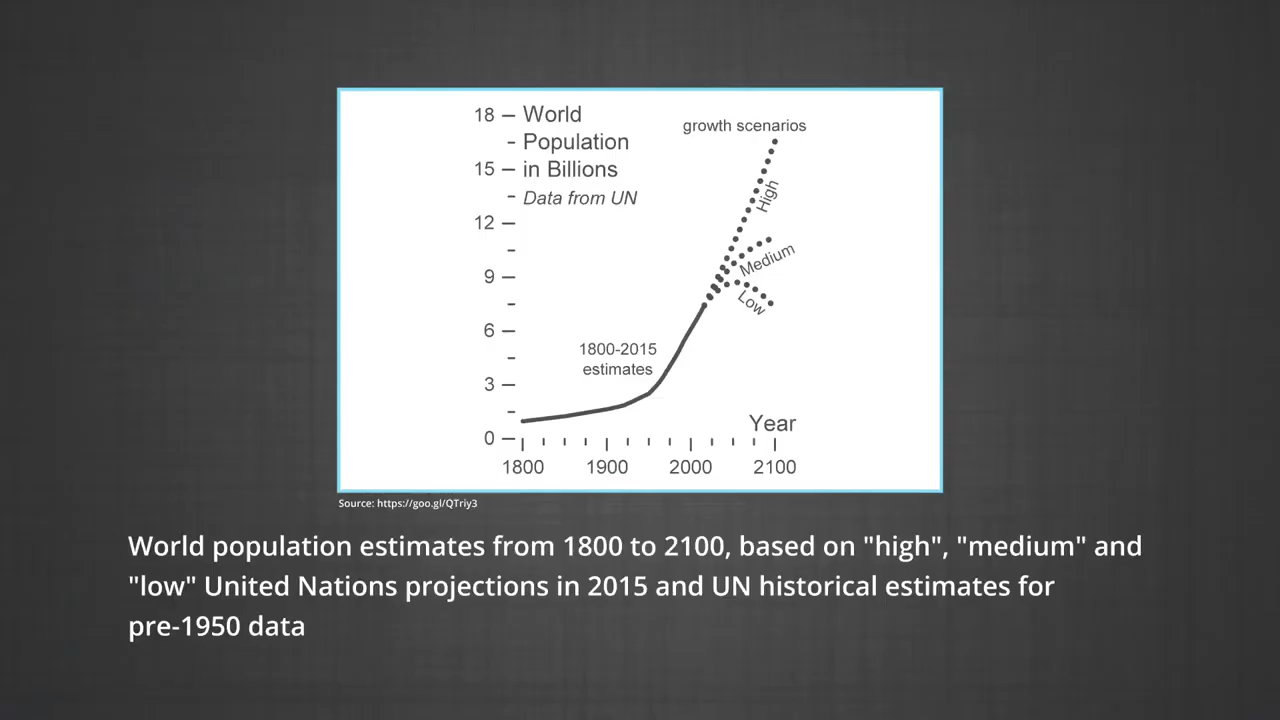 18 World
Population
15 in Billions
Data from UN
growth scenarios
High
12
Medium
9
Low
6
1800-2015
estimates
3
Year
0
1800 1900 2000 2100
Source: https://goo.gl/QTriy3
World population estimates from 1800 to 2100, based on "high", "medium" and
"low" United Nations projections in 2015 and UN historical estimates for
pre-1950 data